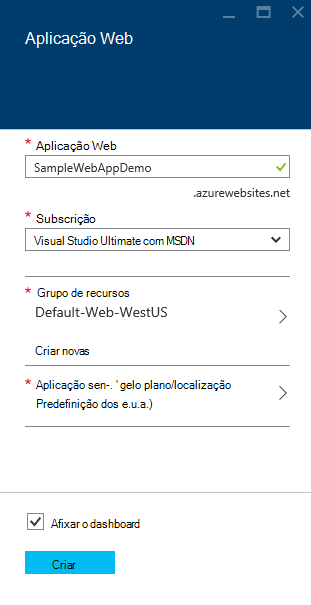 Aplicação Web
* Aplicação Web
SampleWebAppDemo
.azurewebsites.net
* Subscrição
Visual Studio Ultimate com MSDN
* Grupo de recursos
Default-Web-WestUS
Criar novas
* Aplicação sen-. ' gelo plano/localização
Predefinição dos e.u.a.)
Afixar o dashboard
Criar